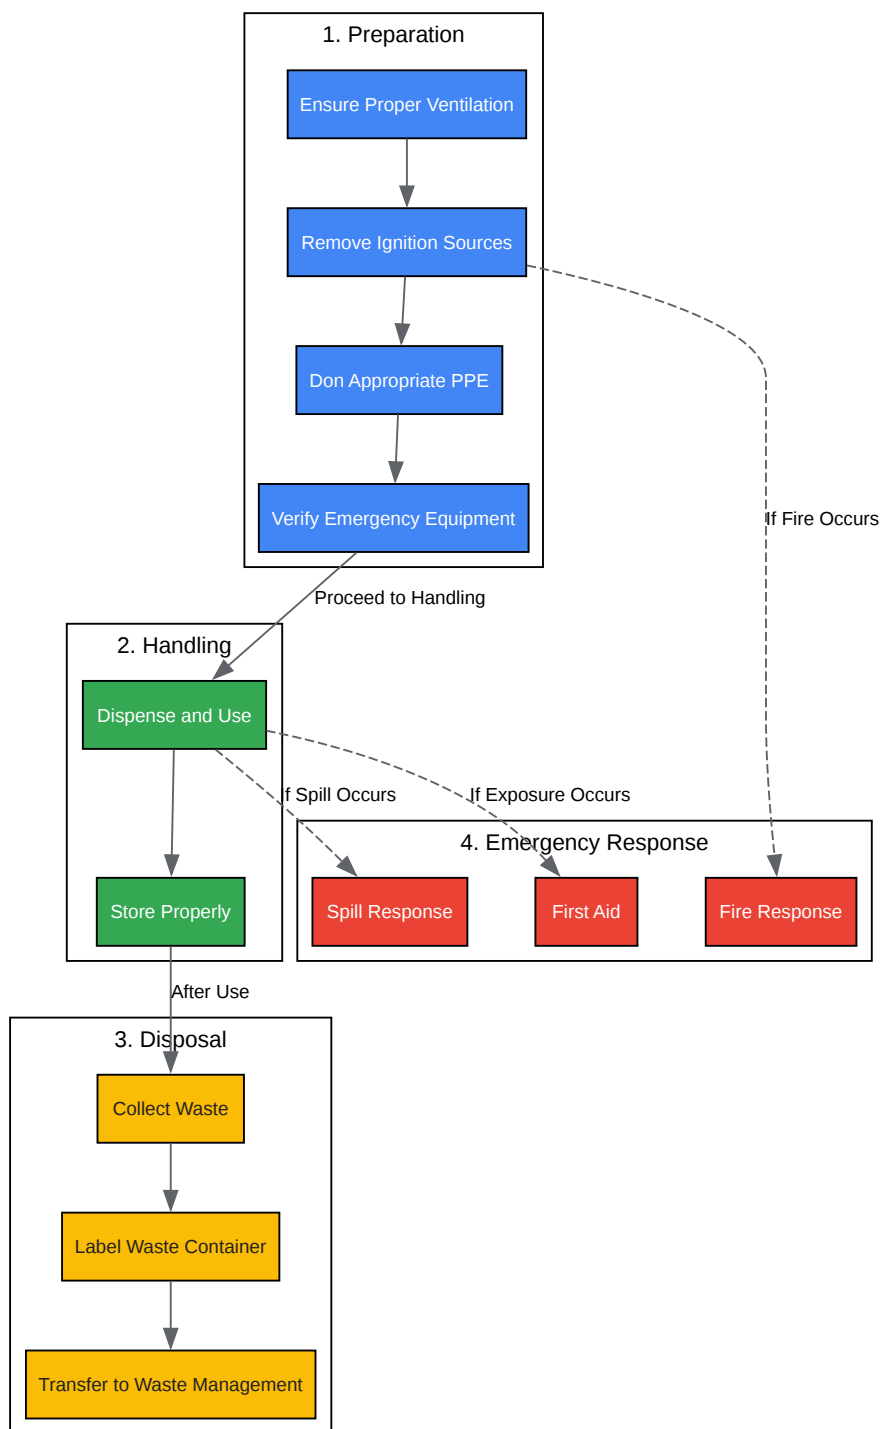 1. Preparation
Ensure Proper Ventilation
Remove Ignition Sources
Don Appropriate PPE
Verify Emergency Equipment
If Fire Occurs
Proceed to Handling
2. Handling
Dispense and Use
If Spill Occurs
If Exposure Occurs
4. Emergency Response
Store Properly
Spill Response
First Aid
Fire Response
After Use
3. Disposal
Collect Waste
Label Waste Container
Transfer to Waste Management